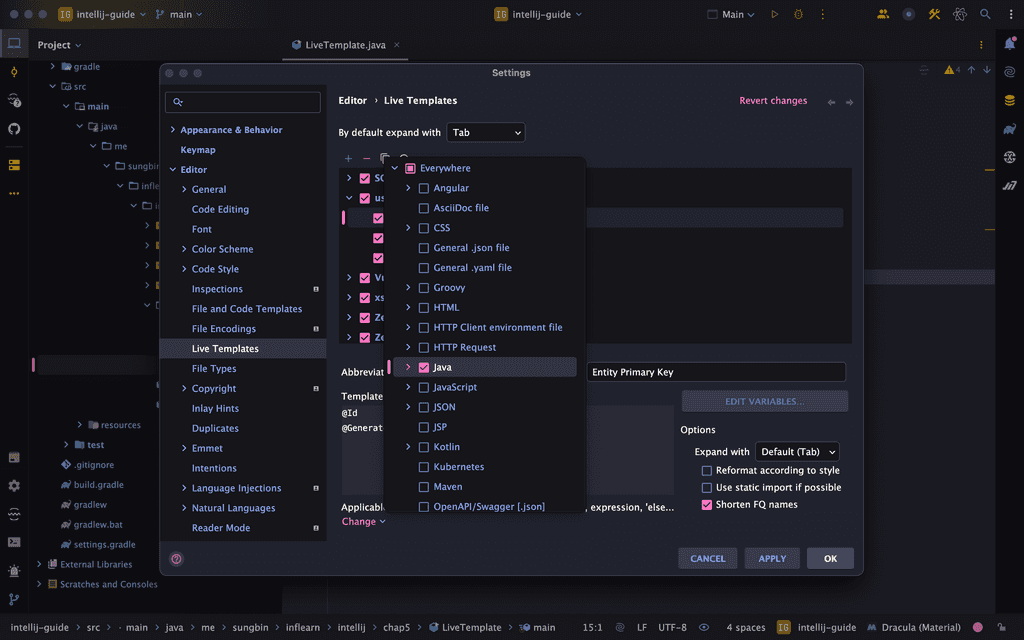 IG intellij-guide main
IG intellij-guide
Main
Project
LiveTemplate.java
4
gradle
src
main
java
me
sungbin
resources
test
.gitignore
build.gradle
gradlew
gradlew.bat
settings.gradle
External Libraries
Scratches and Consoles
Settings
Appearance & Behavior
Keymap
Editor
General
Code Editing
Font
Color Scheme
Code Style
Inspections
File and Code Templates
File Encodings
Live Templates
File Types
Copyright
Inlay Hints
Duplicates
Emmet
Intentions
Language Injections
Natural Languages
Reader Mode
Editor › Live Templates
Revert changes
By default expand with Tab
Everywhere
Angular
AsciiDoc file
CSS
General .json file
General .yaml file
Groovy
HTML
HTTP Client environment file
HTTP Request
Java
JavaScript
JSON
JSP
Kotlin
Kubernetes
Maven
OpenAPI/Swagger [.json]
Entity Primary Key
Template
@Id
EDIT VARIABLES...
Options
Expand with Default (Tab)
Reformat according to style
Use static import if possible
Shorten FQ names
, expression, 'else...
Change
CANCEL APPLY OK
intellij-guide › src › main › java › me › sungbin › inflearn › intellij › chap5 › LiveTemplate › main 15:1 LF UTF-8 4 spaces IG intellij-guide Dracula (Material)